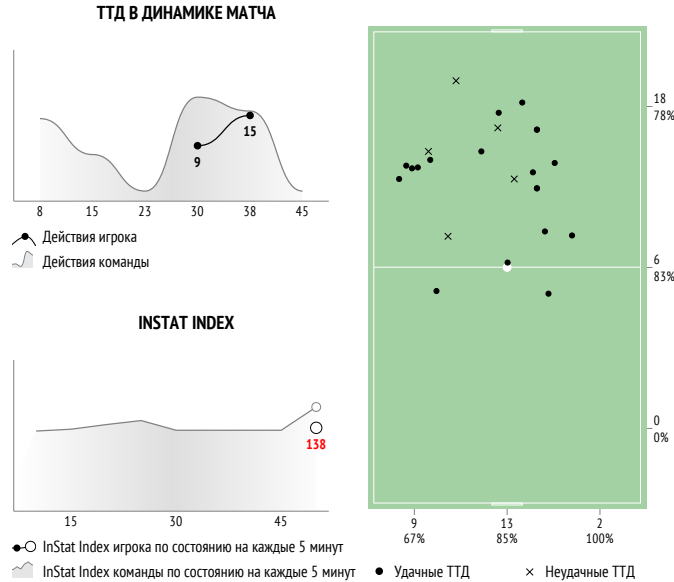 ТТД В ДИНАМИКЕ МАТЧА
9
15
8 15 23 30 38 45
Действия игрока
Действия команды
INSTAT INDEX
138
15 30 45
InStat Index игрока по состоянию на каждые 5 минут
InStat Index команды по состоянию на каждые 5 минут
18
78%
6
83%
0
0%
9 13 2
67% 85% 100%
Удачные ТТД
Неудачные ТТД